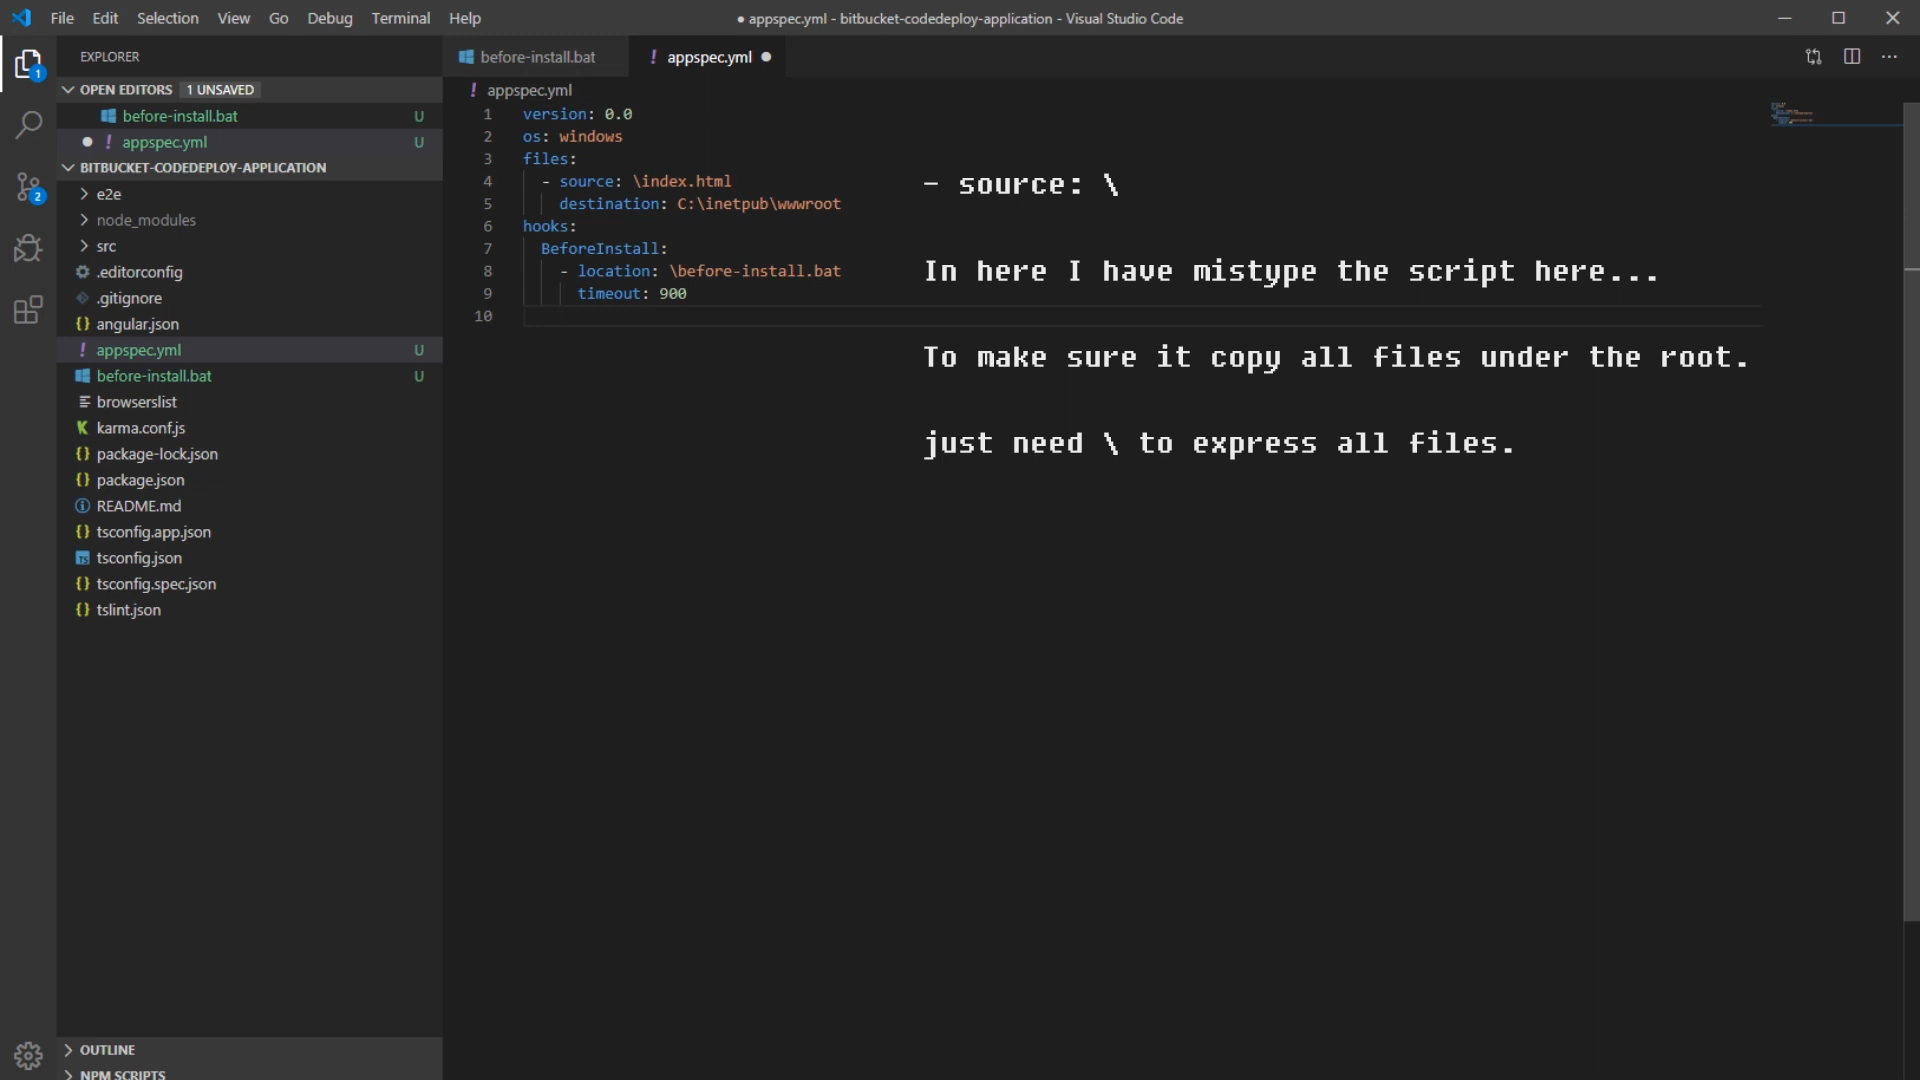 File Edit Selection View Go Debug Terminal Help
● appspec.yml - bitbucket-codedeploy-application - Visual Studio Code
EXPLORER
OPEN EDITORS 1 UNSAVED
before-install.bat U
● ! appspec.yml U
BITBUCKET-CODEDEPLOY-APPLICATION
e2e
node_modules
src
.editorconfig
.gitignore
{} angular.json
! appspec.yml U
before-install.bat U
browserslist
K karma.conf.js
{} package-lock.json
{} package.json
README.md
{} tsconfig.app.json
TS tsconfig.json
{} tsconfig.spec.json
{} tslint.json
OUTLINE
NPM SCRIPTS
1
2
before-install.bat
! appspec.yml ●
! appspec.yml
1 version: 0.0
2 os: windows
3 files:
4 - source: \index.html
5 destination: C:\inetpub\wwwroot
6 hooks:
7 BeforeInstall:
8 - location: \before-install.bat
9 timeout: 900
10
- source: \
In here I have mistype the script here...
To make sure it copy all files under the root.
just need \ to express all files.